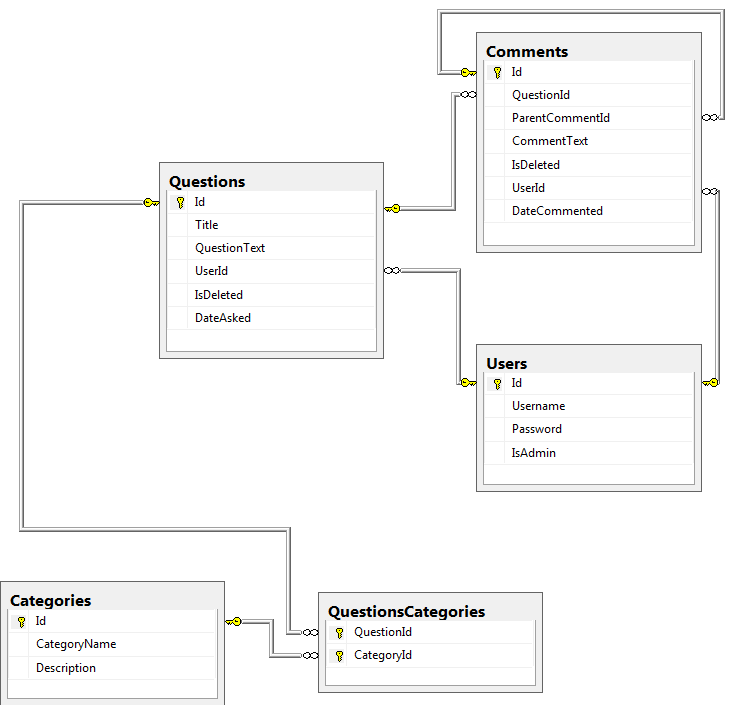 Comments
Id
QuestionId
ParentCommentId
CommentText
IsDeleted
UserId
DateCommented
Questions
Id
Title
QuestionText
UserId
IsDeleted
DateAsked
Users
Id
Username
Password
IsAdmin
Categories
Id
CategoryName
Description
QuestionsCategories
QuestionId
CategoryId